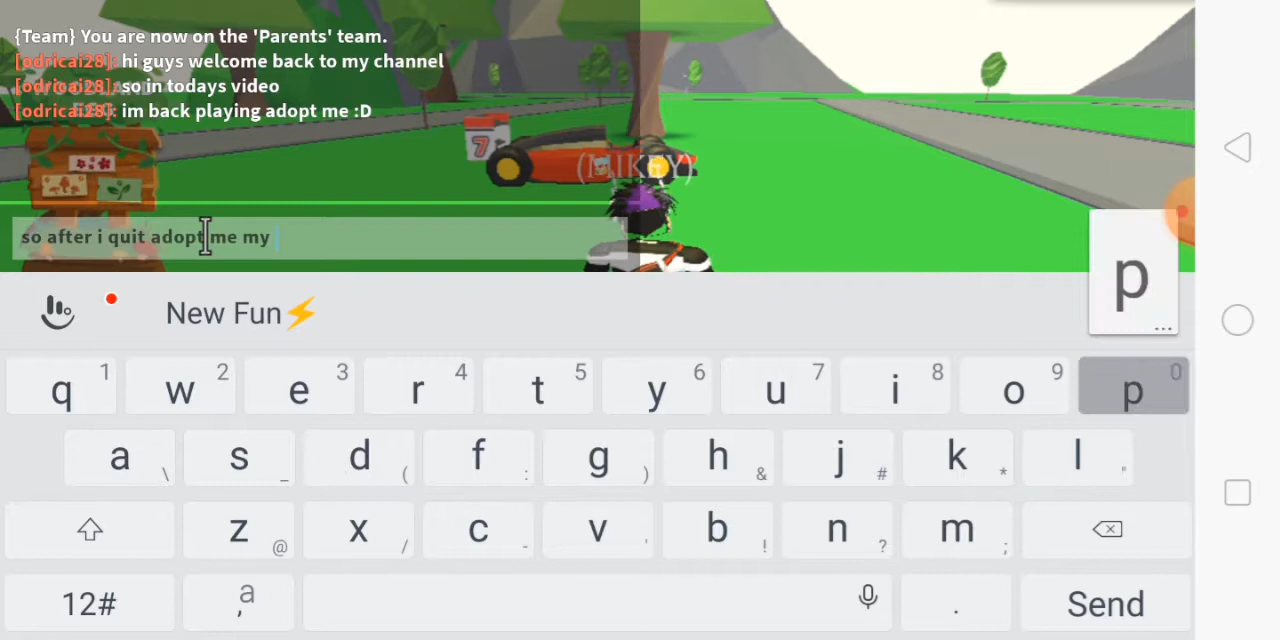 {Team} You are now on the 'Parents' team.
[odricai28]: hi guys welcome back to my channel
[odricai28]: so in todays video
[odricai28]: im back playing adopt me :D
7
(MIKEY)
so after i quit adopt me my
p
...
New Fun⚡
q 1 w 2 e 3 r 4 t 5 y 6 u 7 i 8 o 9 p 0
a \ s _ d ( f : g ) h & j # k * l "
z @ x / c - v ' b ! n ? m ;
12# , a . Send